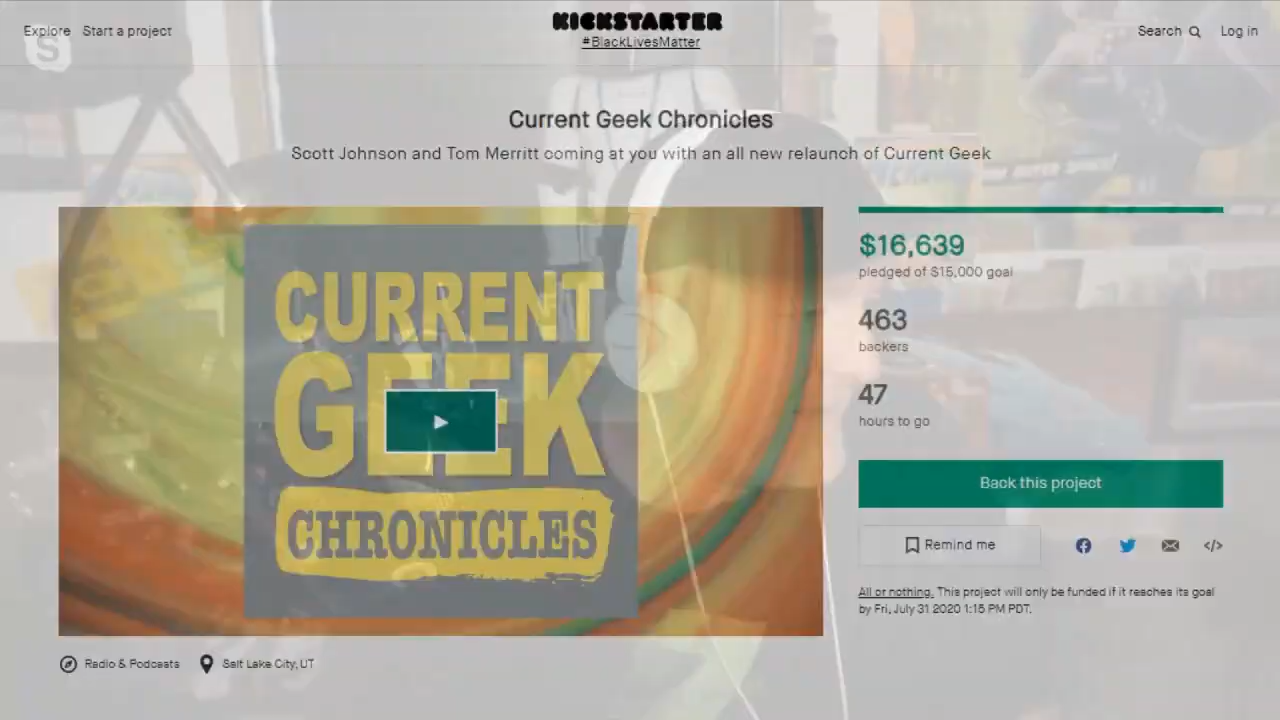 Explore Start a project
KICKSTARTER
#BlackLivesMatter
Search Log in
S
Current Geek Chronicles
Scott Johnson and Tom Merritt coming at you with an all new relaunch of Current Geek
CURRENT
GEEK
CHRONICLES
$16,639
pledged of $15,000 goal
463
backers
47
hours to go
Back this project
Remind me
</>
All or nothing. This project will only be funded if it reaches its goal
by Fri, July 31 2020 1:15 PM PDT.
Radio & Podcasts Salt Lake City, UT